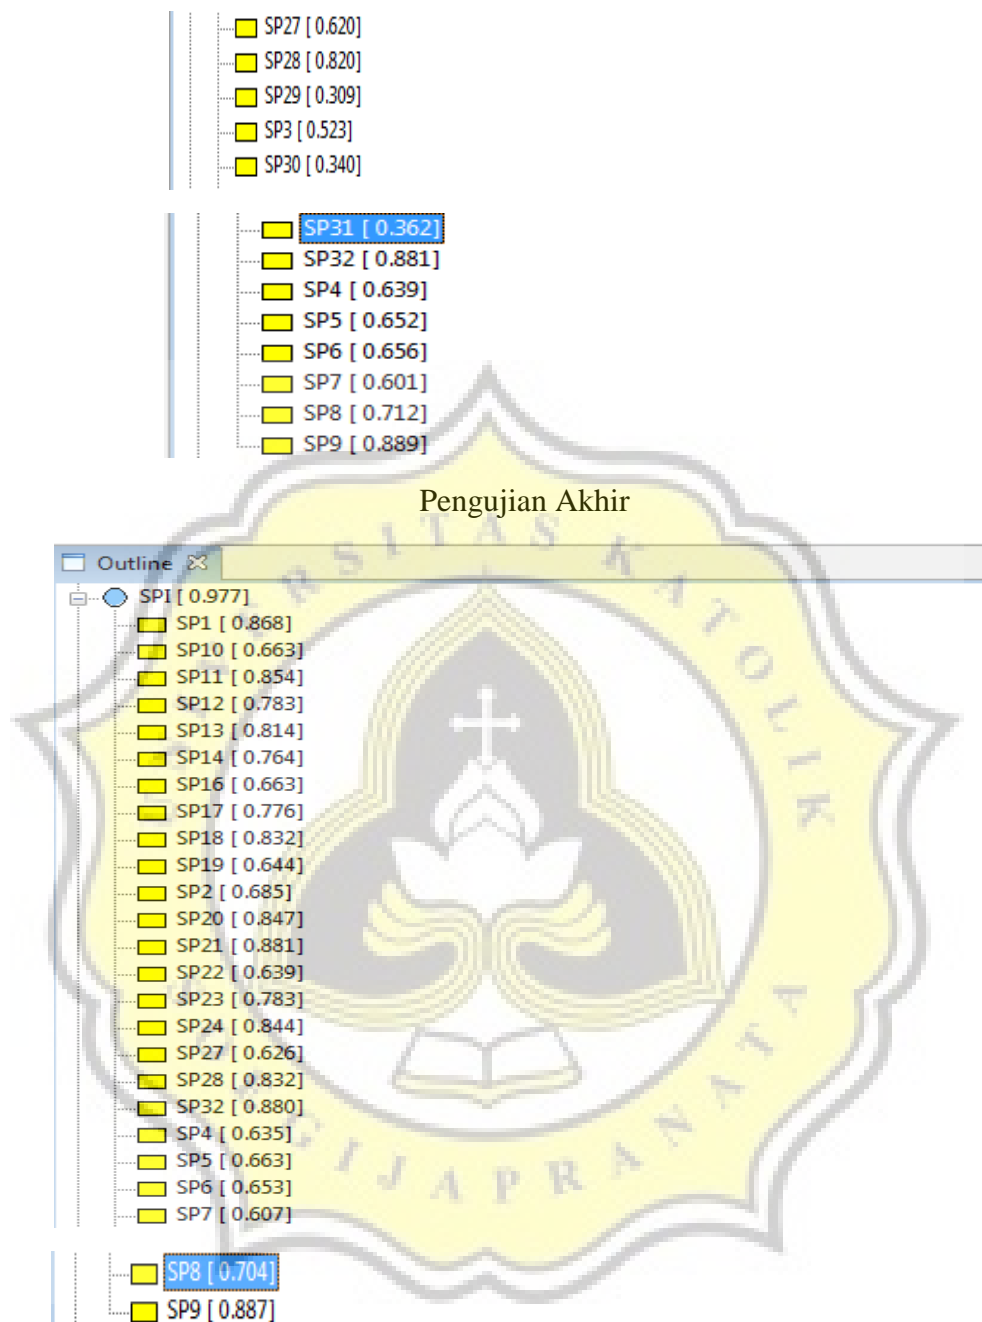 SP27 [ 0.620]
SP28 [ 0.820]
SP29 [ 0.309]
SP3 [ 0.523]
SP30 [ 0.340]
SP31 [ 0.362]
SP32 [ 0.881]
SP4 [ 0.639]
SP5 [ 0.652]
SP6 [ 0.656]
SP7 [ 0.601]
SP8 [ 0.712]
SP9 [ 0.889]
Pengujian Akhir
Outline
SPI [ 0.977]
SP1 [ 0.868]
SP10 [ 0.663]
SP11 [ 0.854]
SP12 [ 0.783]
SP13 [ 0.814]
SP14 [ 0.764]
SP16 [ 0.663]
SP17 [ 0.776]
SP18 [ 0.832]
SP19 [ 0.644]
SP2 [ 0.685]
SP20 [ 0.847]
SP21 [ 0.881]
SP22 [ 0.639]
SP23 [ 0.783]
SP24 [ 0.844]
SP27 [ 0.626]
SP28 [ 0.832]
SP32 [ 0.880]
SP4 [ 0.635]
SP5 [ 0.663]
SP6 [ 0.653]
SP7 [ 0.607]
SP8 [ 0.704]
SP9 [ 0.887]
KATOLIK